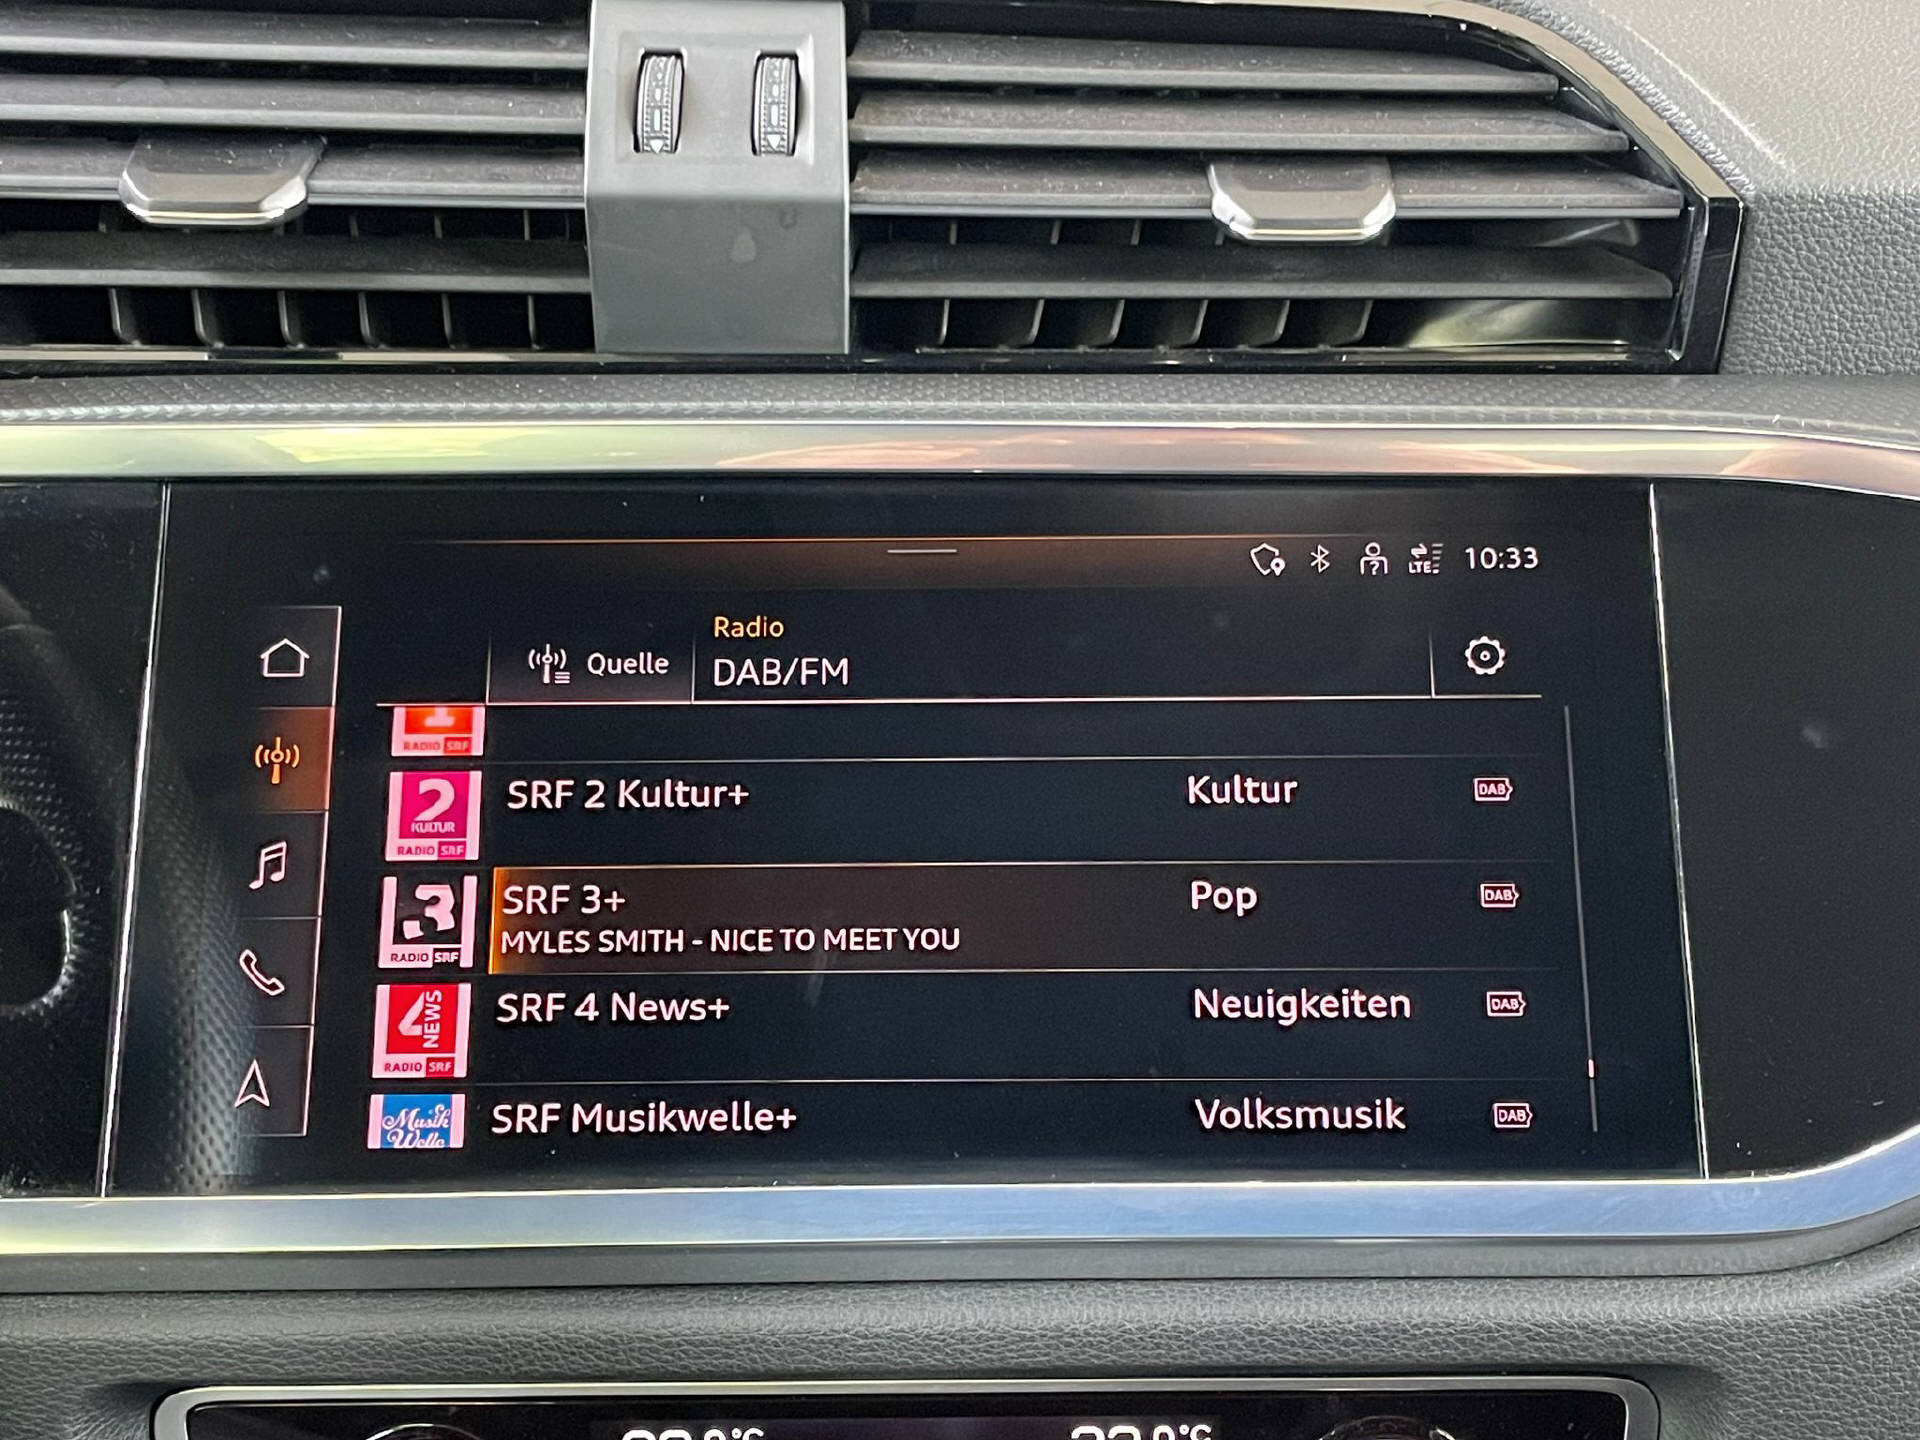 LTE
10:33
Radio
Quelle
DAB/FM
RADIO SRF
2
KULTUR
RADIO SRF
SRF 2 Kultur+
Kultur
DAB
3
RADIO SRF
SRF 3+
Pop
DAB
MYLES SMITH - NICE TO MEET YOU
4
NEWS
RADIO SRF
SRF 4 News+
Neuigkeiten
DAB
Musik
Welle
SRF Musikwelle+
Volksmusik
DAB
°C
°C